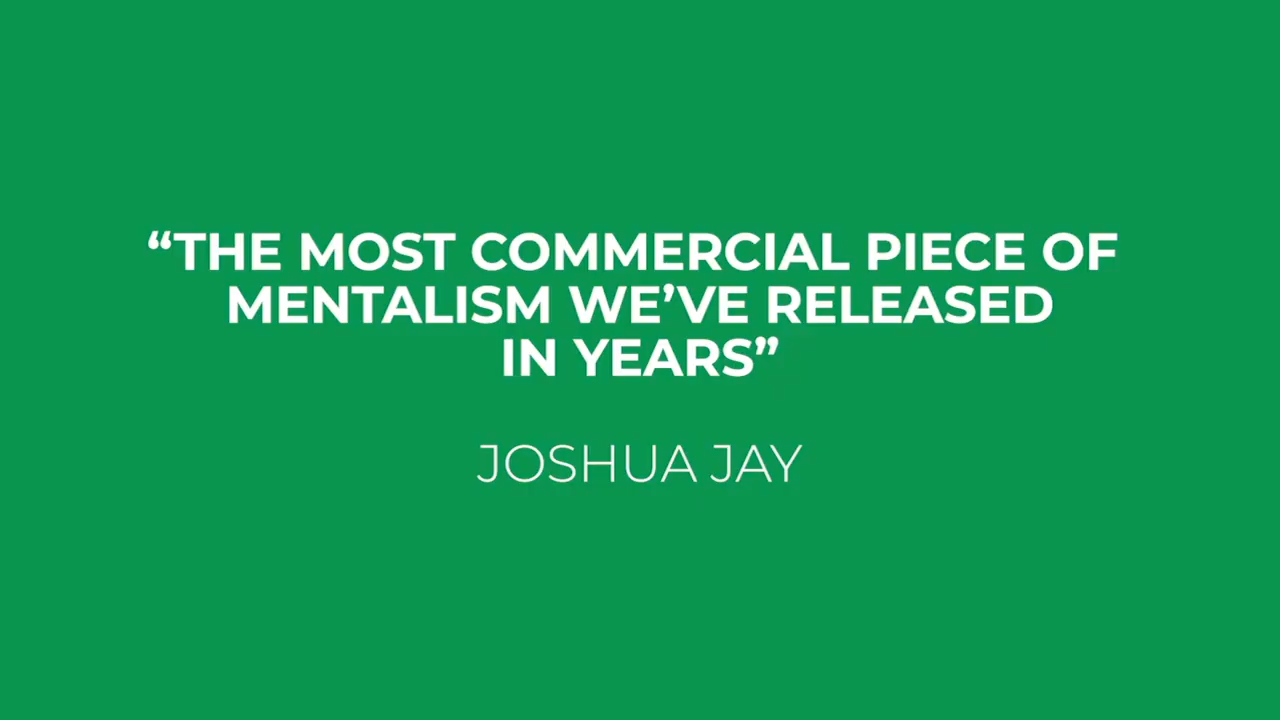 “THE MOST COMMERCIAL PIECE OF
MENTALISM WE’VE RELEASED
IN YEARS”
JOSHUA JAY